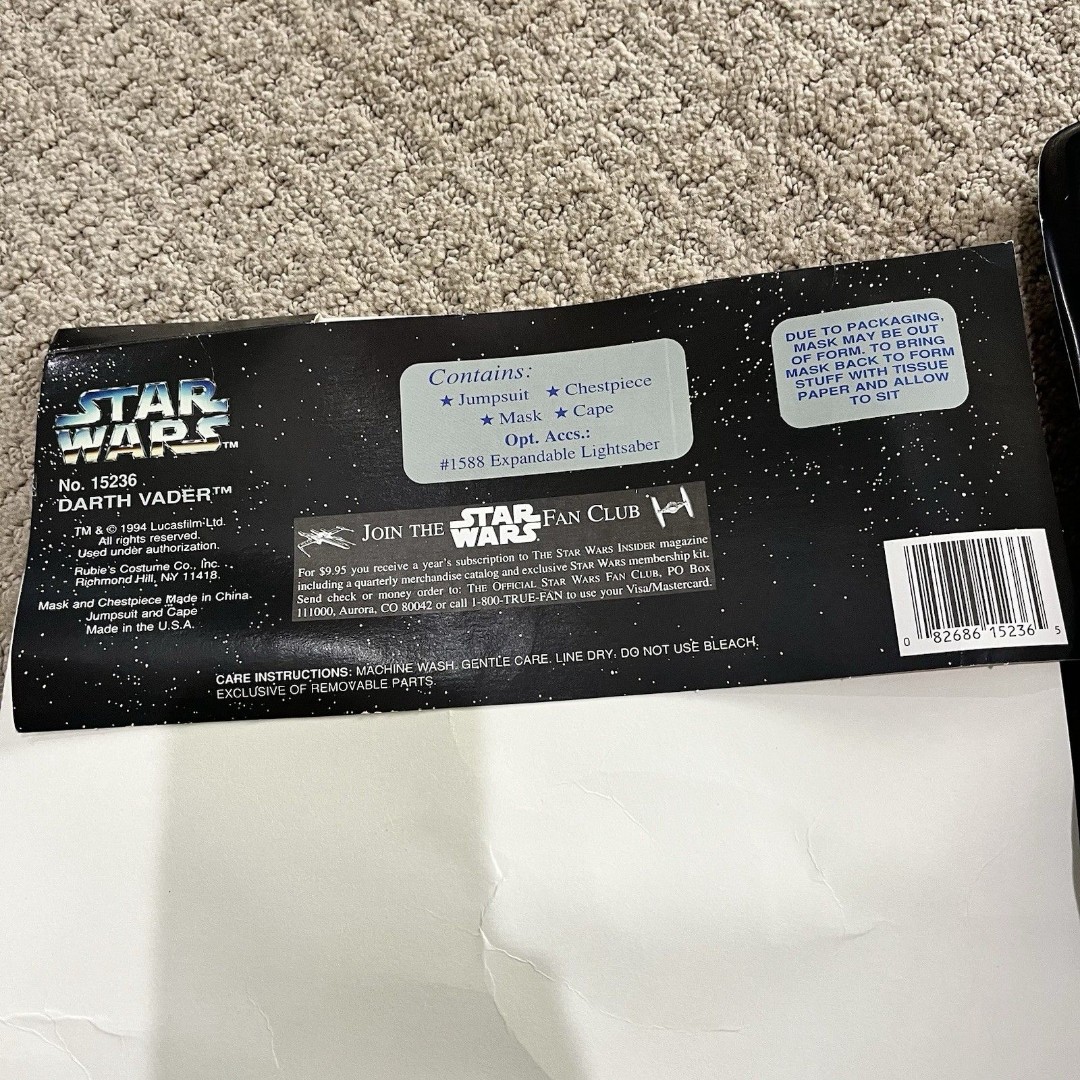 STAR
WARS™
No. 15236
DARTH VADER™
TM & © 1994 Lucasfilm Ltd.
All rights reserved.
Used under authorization.
Rubie's Costume Co., Inc.
Richmond Hill, NY 11418.
Mask and Chestpiece Made in China.
Jumpsuit and Cape
Made in the U.S.A.
Contains:
★ Jumpsuit ★ Chestpiece
★ Mask ★ Cape
Opt. Accs.:
#1588 Expandable Lightsaber
DUE TO PACKAGING,
MASK MAY BE OUT
OF FORM. TO BRING
MASK BACK TO FORM
STUFF WITH TISSUE
PAPER AND ALLOW
TO SIT
JOIN THE STAR WARS FAN CLUB
For $9.95 you receive a year's subscription to THE STAR WARS INSIDER magazine
including a quarterly merchandise catalog and exclusive STAR WARS membership kit.
Send check or money order to: THE OFFICIAL STAR WARS FAN CLUB, PO Box
111000, Aurora, CO 80042 or call 1-800-TRUE-FAN to use your Visa/Mastercard.
CARE INSTRUCTIONS: MACHINE WASH. GENTLE CARE. LINE DRY. DO NOT USE BLEACH.
EXCLUSIVE OF REMOVABLE PARTS.
0 82686 15236 5